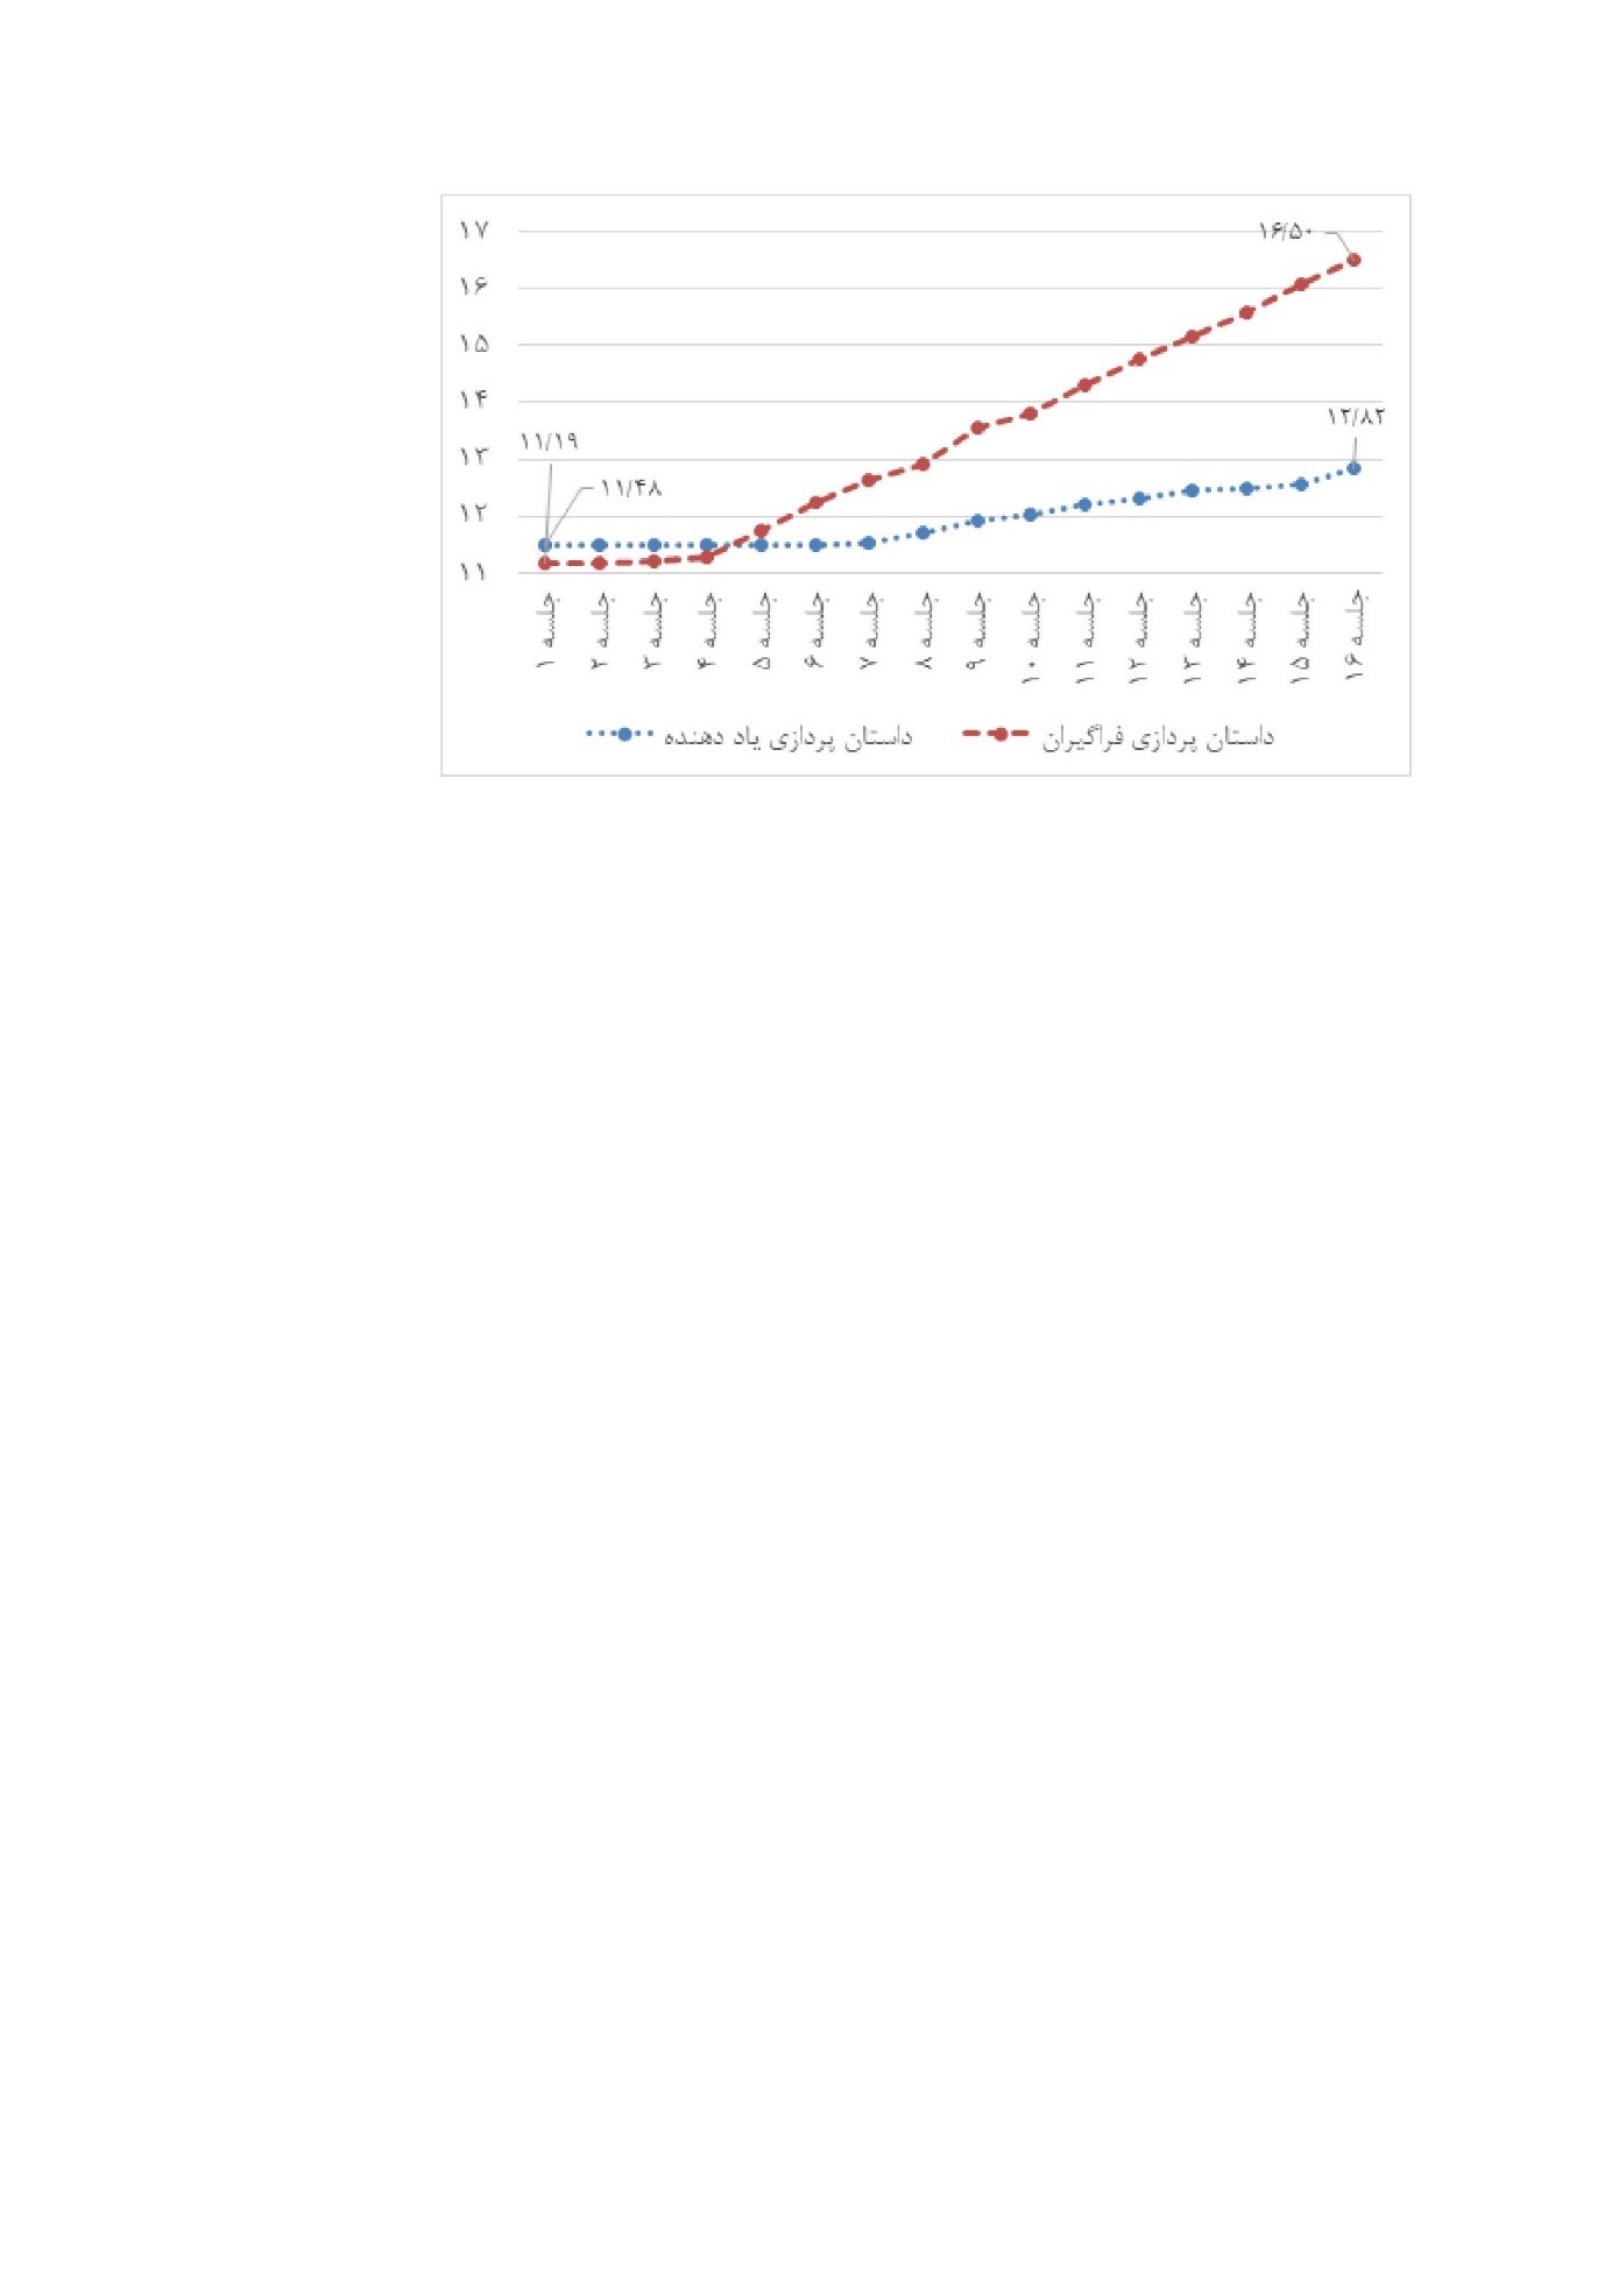 ۱۷
۱۶/۵۰
۱۶
۱۵
۱۴
۱۲/۸۲
۱۱/۱۹
۱۳
۱۱/۴۸
۱۲
۱۱
جلسه ۱
جلسه ۲
جلسه ۳
جلسه ۴
جلسه ۵
جلسه ۶
جلسه ۷
جلسه ۸
جلسه ۹
جلسه ۱۰
جلسه ۱۱
جلسه ۱۲
جلسه ۱۳
جلسه ۱۴
جلسه ۱۵
جلسه ۱۶
داستان پردازی فراگیران
داستان پردازی یاد دهنده